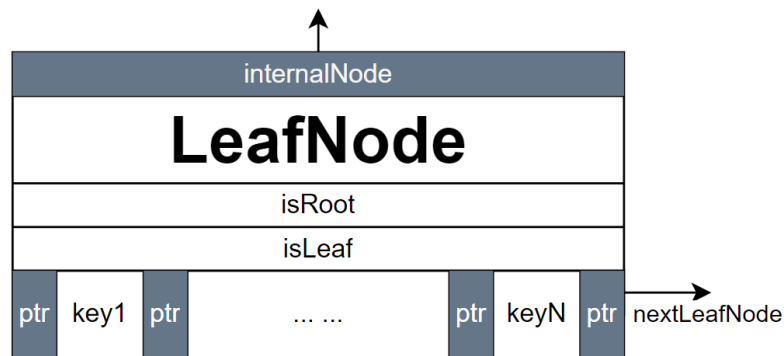 internalNode
LeafNode
isRoot
isLeaf
ptr key1 ptr ... ... ptr keyN ptr nextLeafNode